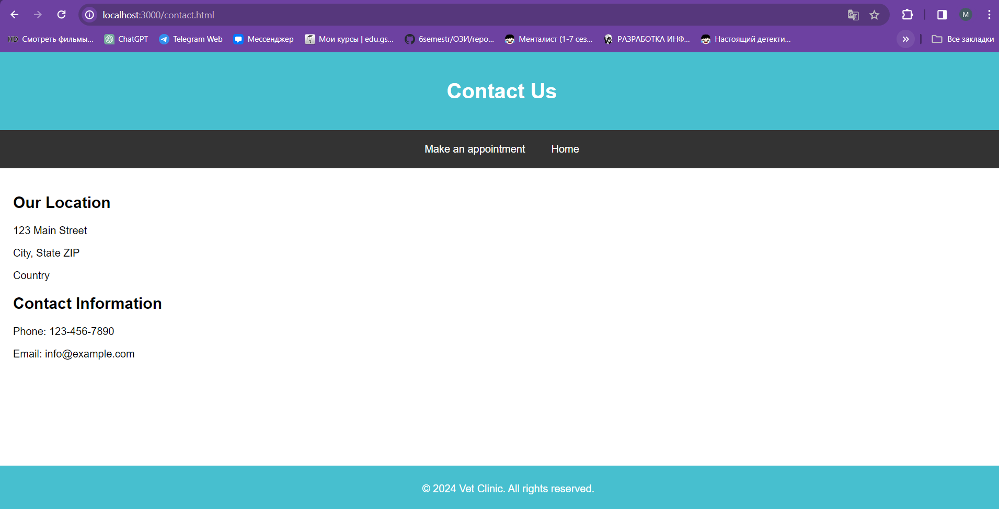 localhost:3000/contact.html
M
HD Смотреть фильмы... ChatGPT Telegram Web Мессенджер Мои курсы | edu.gs... 6semestr/ОЗИ/repo... Менталист (1-7 сез... РАЗРАБОТКА ИНФ... Настоящий детекти... » Все закладки
Contact Us
Make an appointment Home
Our Location
123 Main Street
City, State ZIP
Country
Contact Information
Phone: 123-456-7890
Email: info@example.com
© 2024 Vet Clinic. All rights reserved.